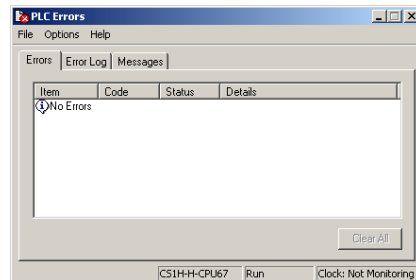 PLC Errors
File Options Help
Errors Error Log Messages
Item Code Status Details
No Errors
Clear All
CS1H-H-CPU67 Run Clock: Not Monitoring